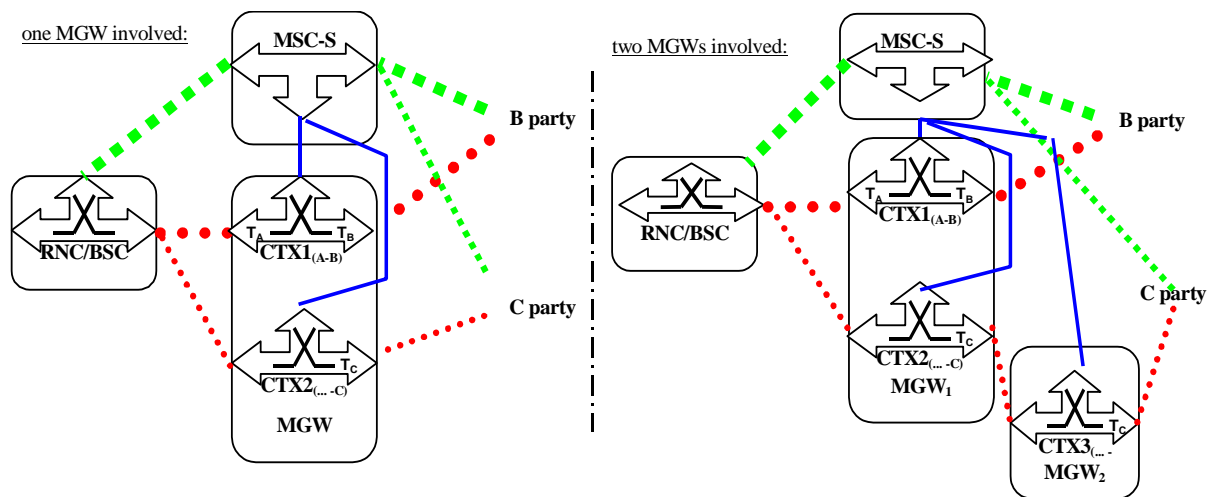 one MGW involved:
MSC-S
B party
RNC/BSC
TA TB
CTX1(A-B)
C party
TC
CTX2(... -C)
MGW
two MGWs involved:
MSC-S
B party
RNC/BSC
TA TB
CTX1(A-B)
C party
TC
CTX2(... -C)
MGW1
TC
CTX3(... -
MGW2